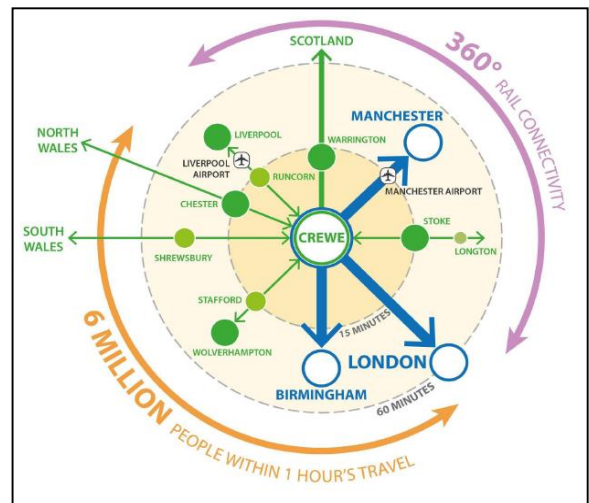 SCOTLAND
360° RAIL CONNECTIVITY
MANCHESTER
NORTH
WALES
LIVERPOOL
WARRINGTON
LIVERPOOL
AIRPORT
RUNCORN
MANCHESTER AIRPORT
CHESTER
STOKE
SOUTH
WALES
CREWE
SHREWSBURY
LONGTON
STAFFORD
15 MINUTES
WOLVERHAMPTON
LONDON
BIRMINGHAM
60 MINUTES
6 MILLION PEOPLE WITHIN 1 HOUR'S TRAVEL